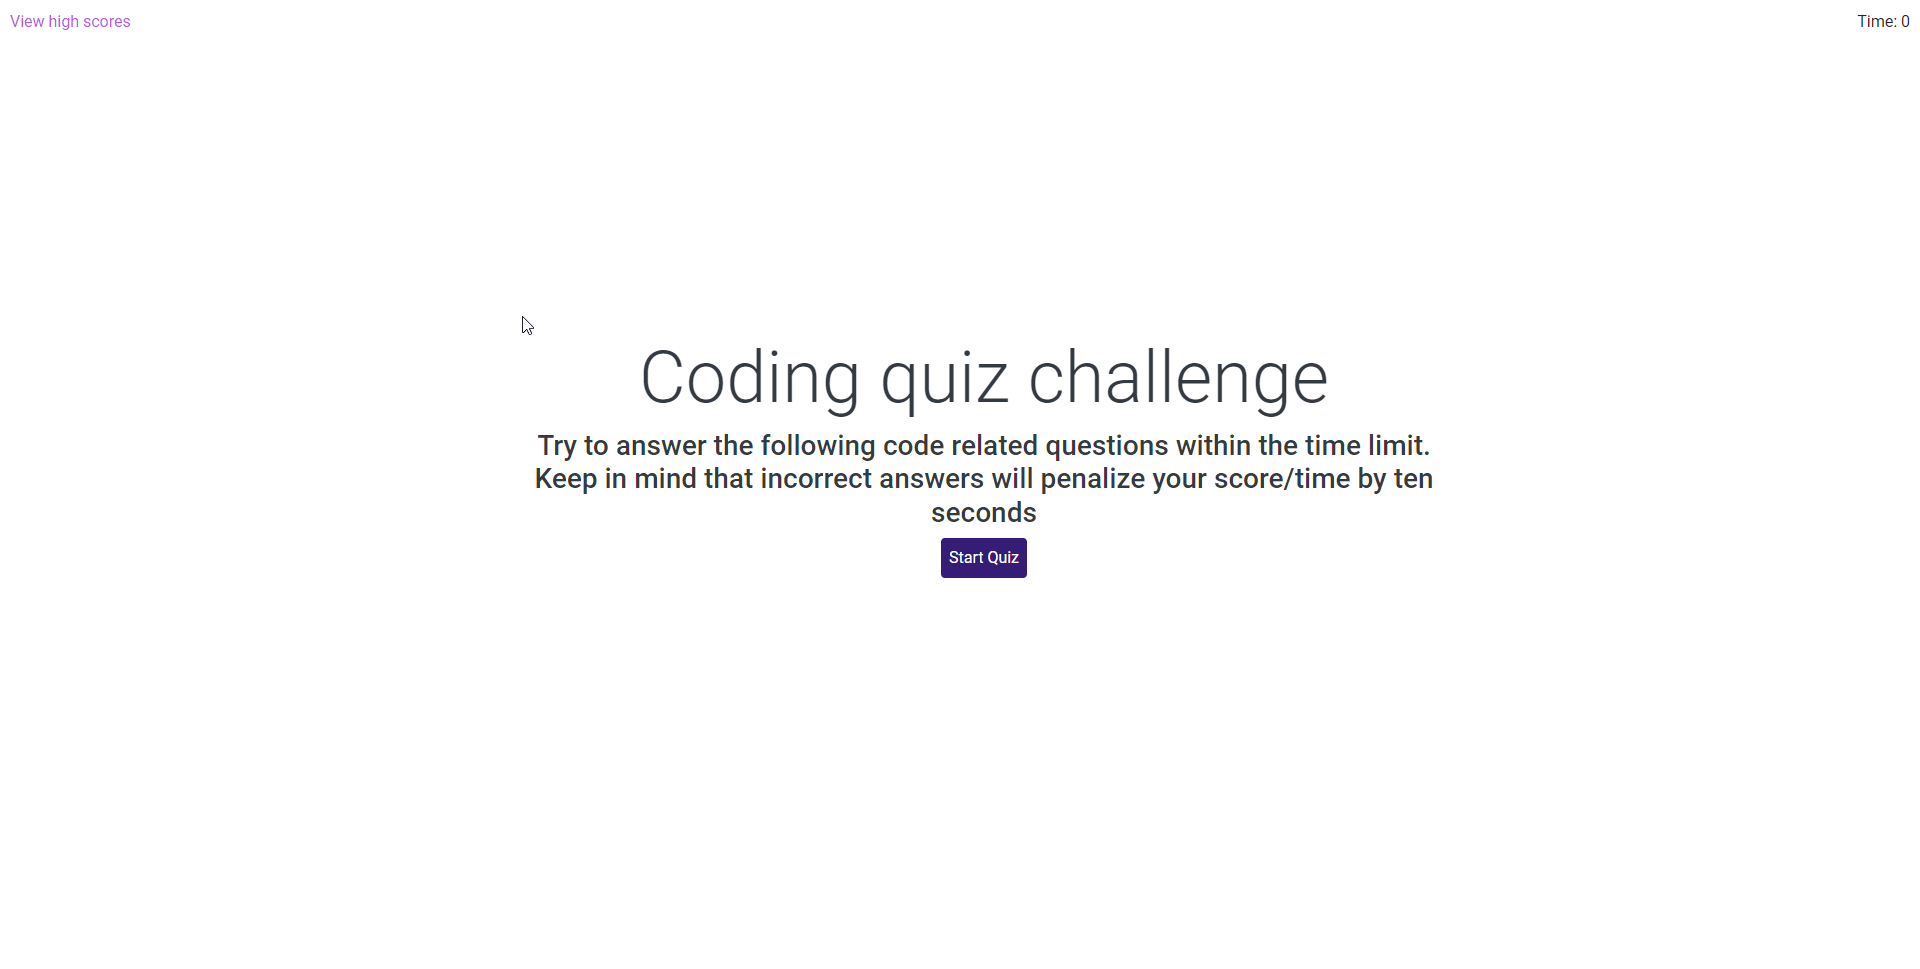 View high scores
Time: 0
Coding quiz challenge
Try to answer the following code related questions within the time limit.
Keep in mind that incorrect answers will penalize your score/time by ten
seconds
Start Quiz